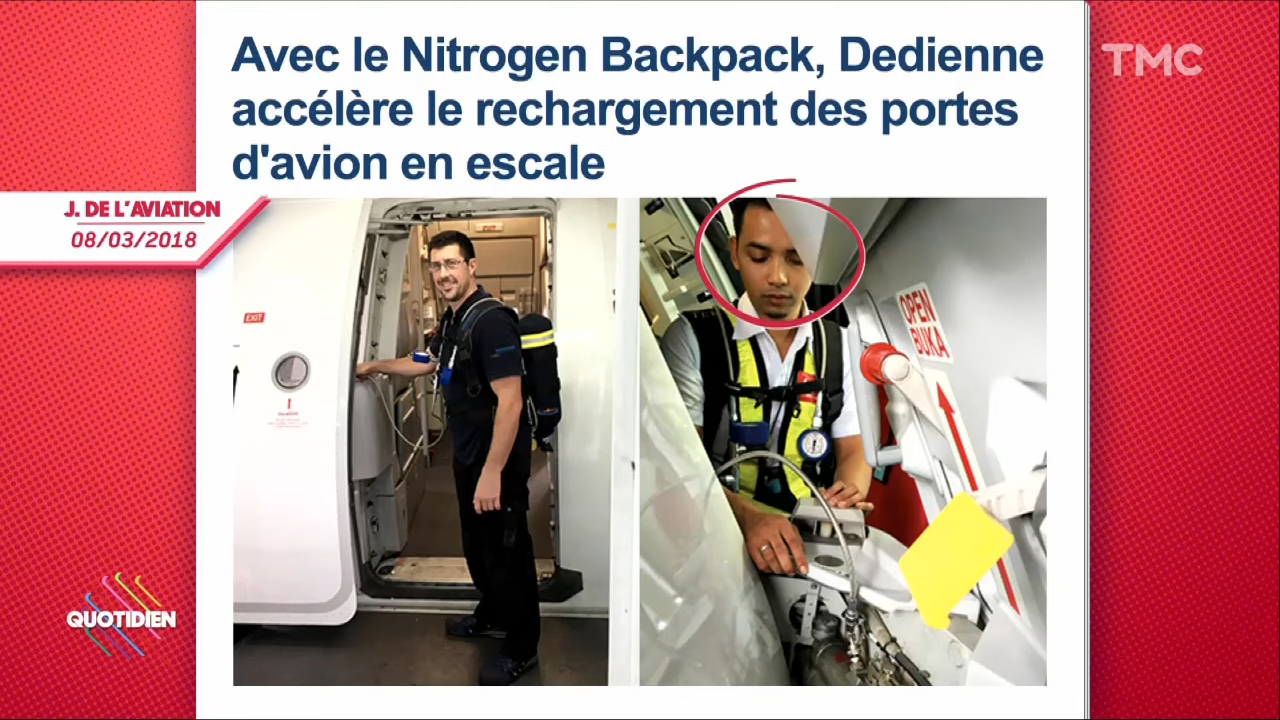 Avec le Nitrogen Backpack, Dedienne
accélère le rechargement des portes
d'avion en escale
TMC
J. DE L'AVIATION
08/03/2018
EXIT
EXIT
OPEN
BUKA
QUOTIDIEN